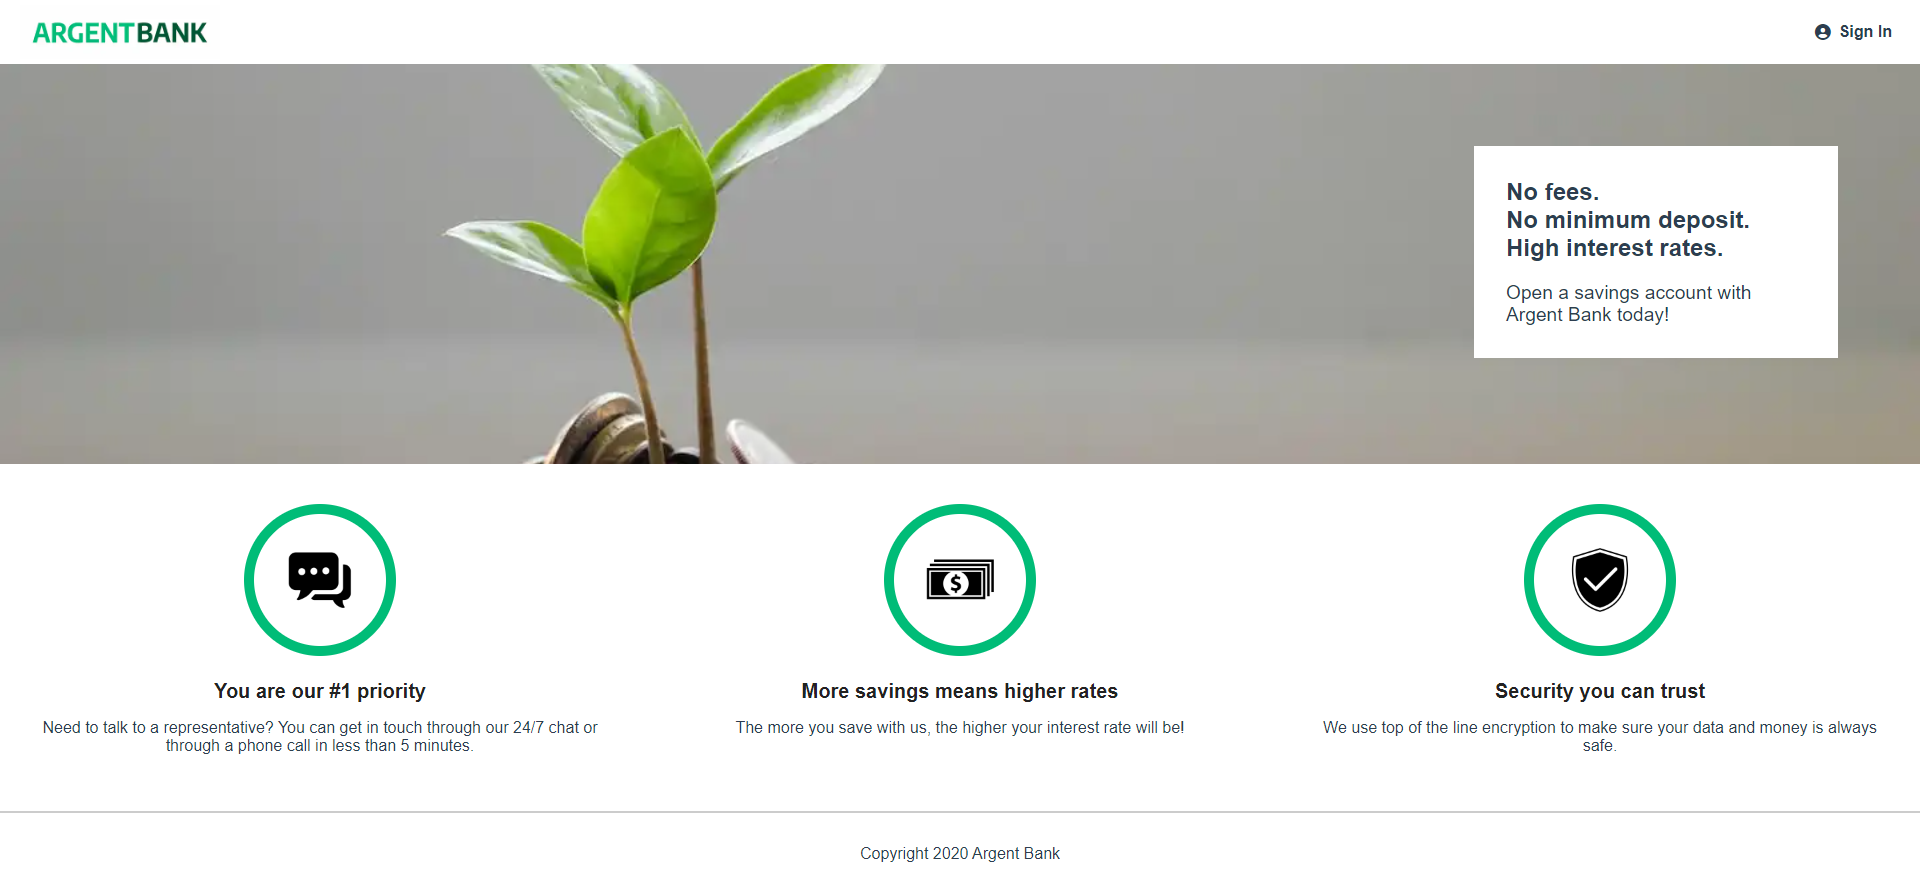 ARGENTBANK
Sign In
No fees.
No minimum deposit.
High interest rates.
Open a savings account with
Argent Bank today!
You are our #1 priority
Need to talk to a representative? You can get in touch through our 24/7 chat or
through a phone call in less than 5 minutes.
$
More savings means higher rates
The more you save with us, the higher your interest rate will be!
Security you can trust
We use top of the line encryption to make sure your data and money is always
safe.
Copyright 2020 Argent Bank